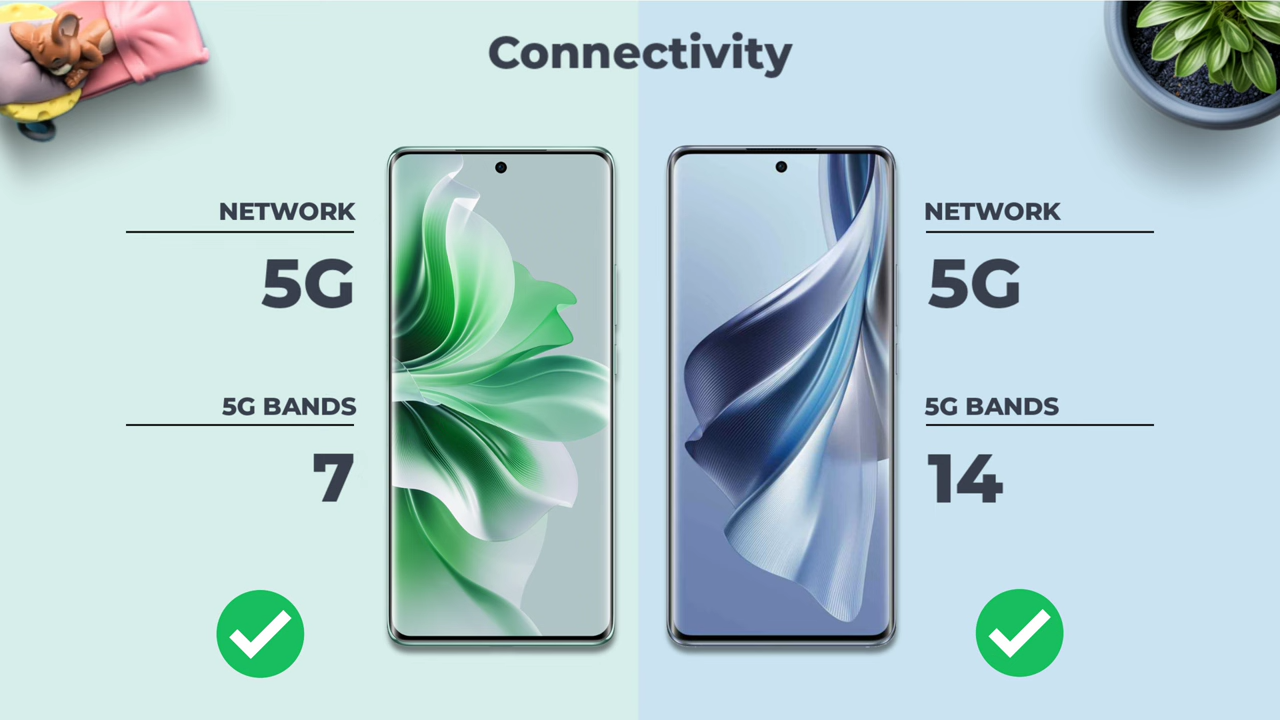 Connectivity
NETWORK
5G
5G BANDS
7
NETWORK
5G
5G BANDS
14